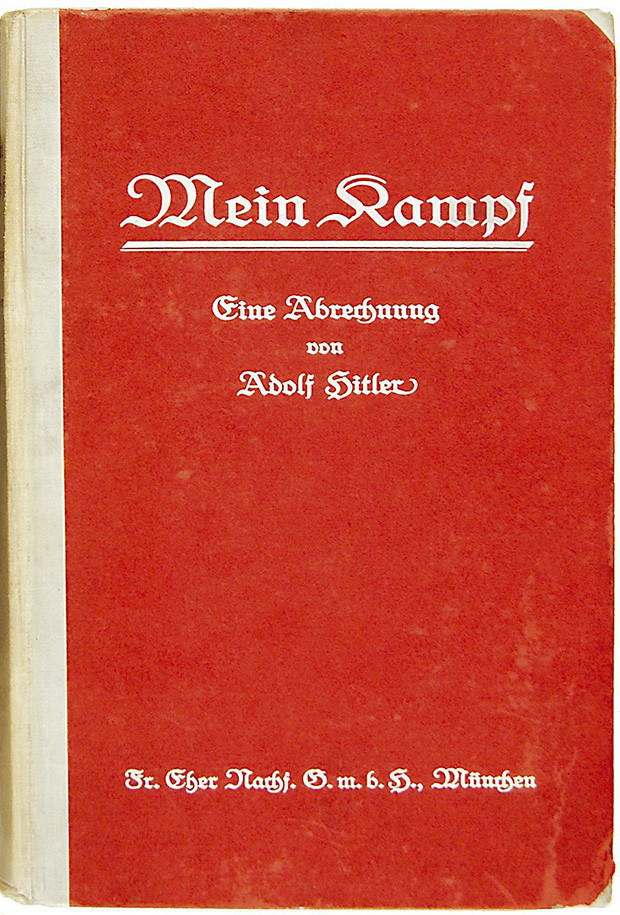 Mein Kampf
Eine Abrechnung
von
Adolf Hitler
Fr. Eher Nachf. G. m. b. H., München